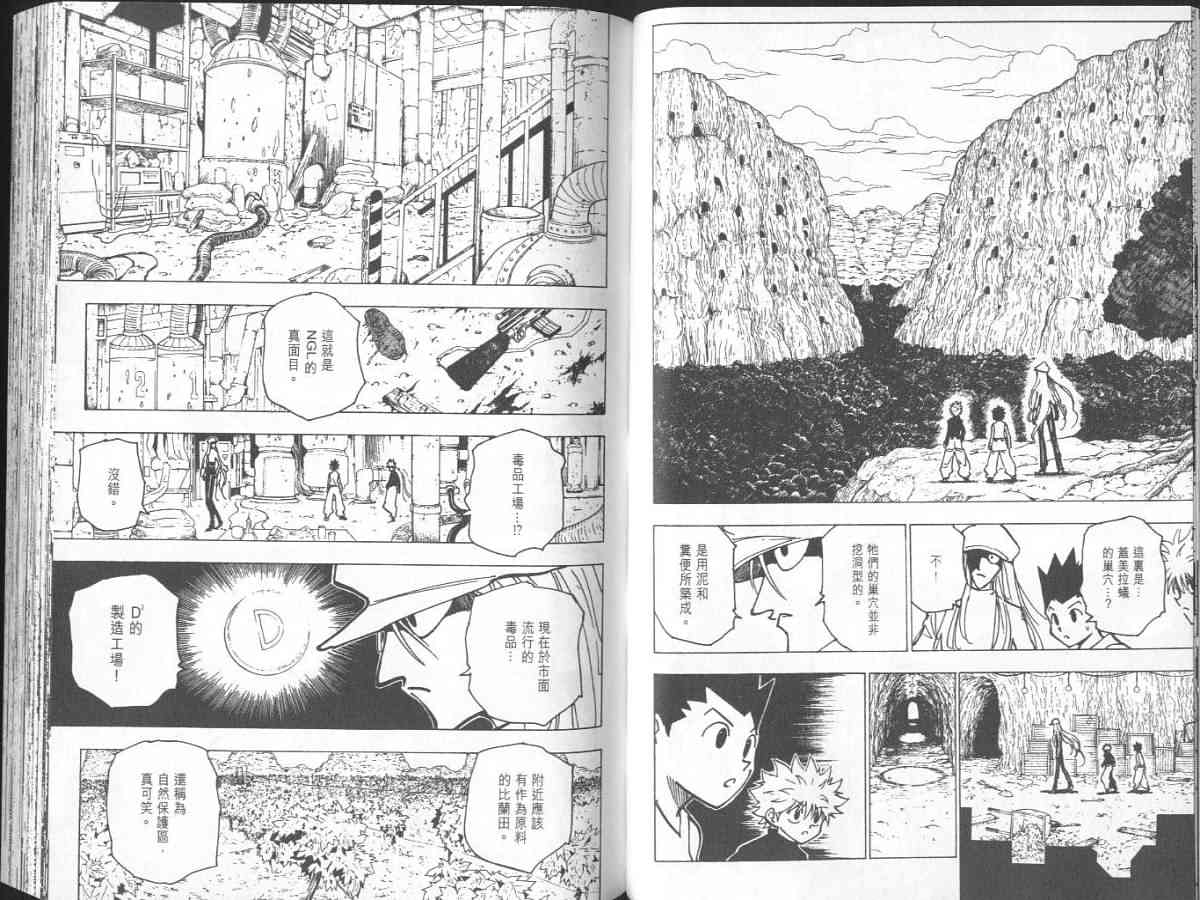 這裏是…
蓋美拉蟻
的巢穴…?
不!
牠們的巢穴並非
挖洞型的。
是用泥和
糞便所築成。
這就是
NGL的
真面目。
1
2
毒品工場…!?
沒錯。
現在於市面
流行的
毒品…
D
D²的
製造工場!
附近應該
有作為原料
的比蘭田。
還稱為
自然保護區,
真可笑。